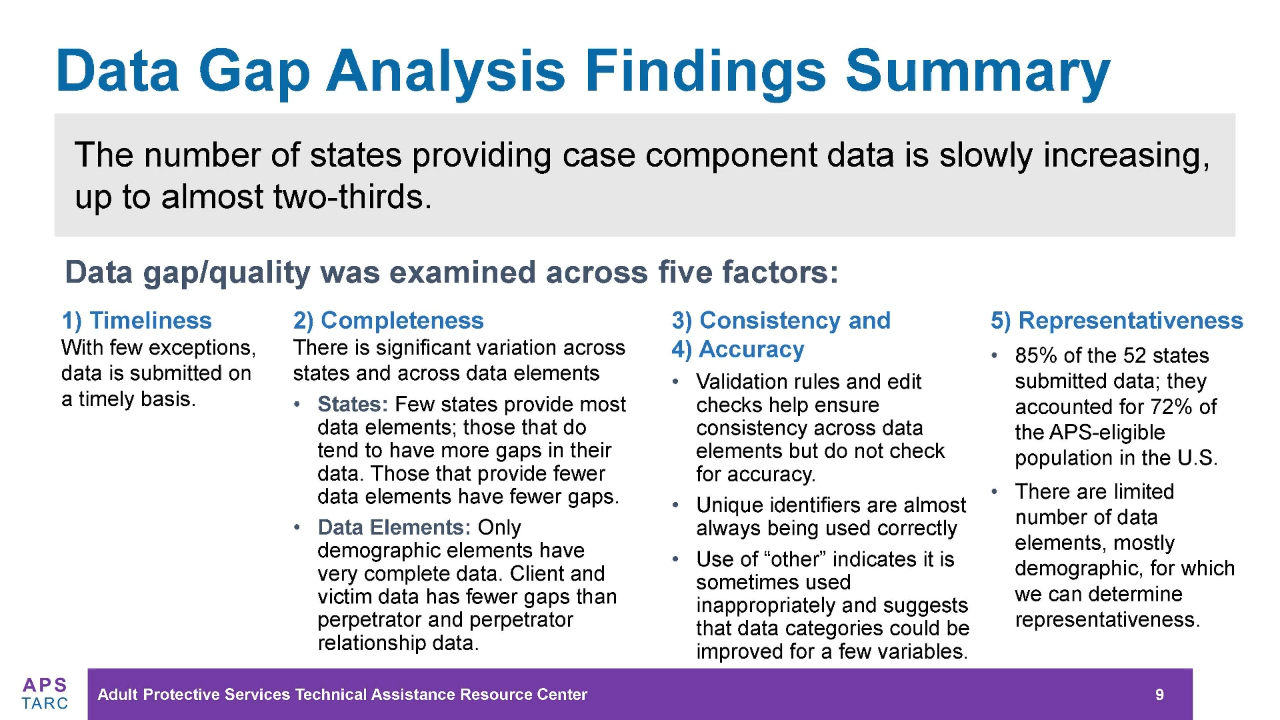 Data Gap Analysis Findings Summary
The number of states providing case component data is slowly increasing,
up to almost two-thirds.
Data gap/quality was examined across five factors:
1) Timeliness
With few exceptions,
data is submitted on
a timely basis.
2) Completeness
There is significant variation across
states and across data elements
• States: Few states provide most
data elements; those that do
tend to have more gaps in their
data. Those that provide fewer
data elements have fewer gaps.
• Data Elements: Only
demographic elements have
very complete data. Client and
victim data has fewer gaps than
perpetrator and perpetrator
relationship data.
3) Consistency and
4) Accuracy
• Validation rules and edit
checks help ensure
consistency across data
elements but do not check
for accuracy.
• Unique identifiers are almost
always being used correctly
• Use of “other” indicates it is
sometimes used
inappropriately and suggests
that data categories could be
improved for a few variables.
5) Representativeness
• 85% of the 52 states
submitted data; they
accounted for 72% of
the APS-eligible
population in the U.S.
• There are limited
number of data
elements, mostly
demographic, for which
we can determine
representativeness.
APS
TARC
Adult Protective Services Technical Assistance Resource Center
9